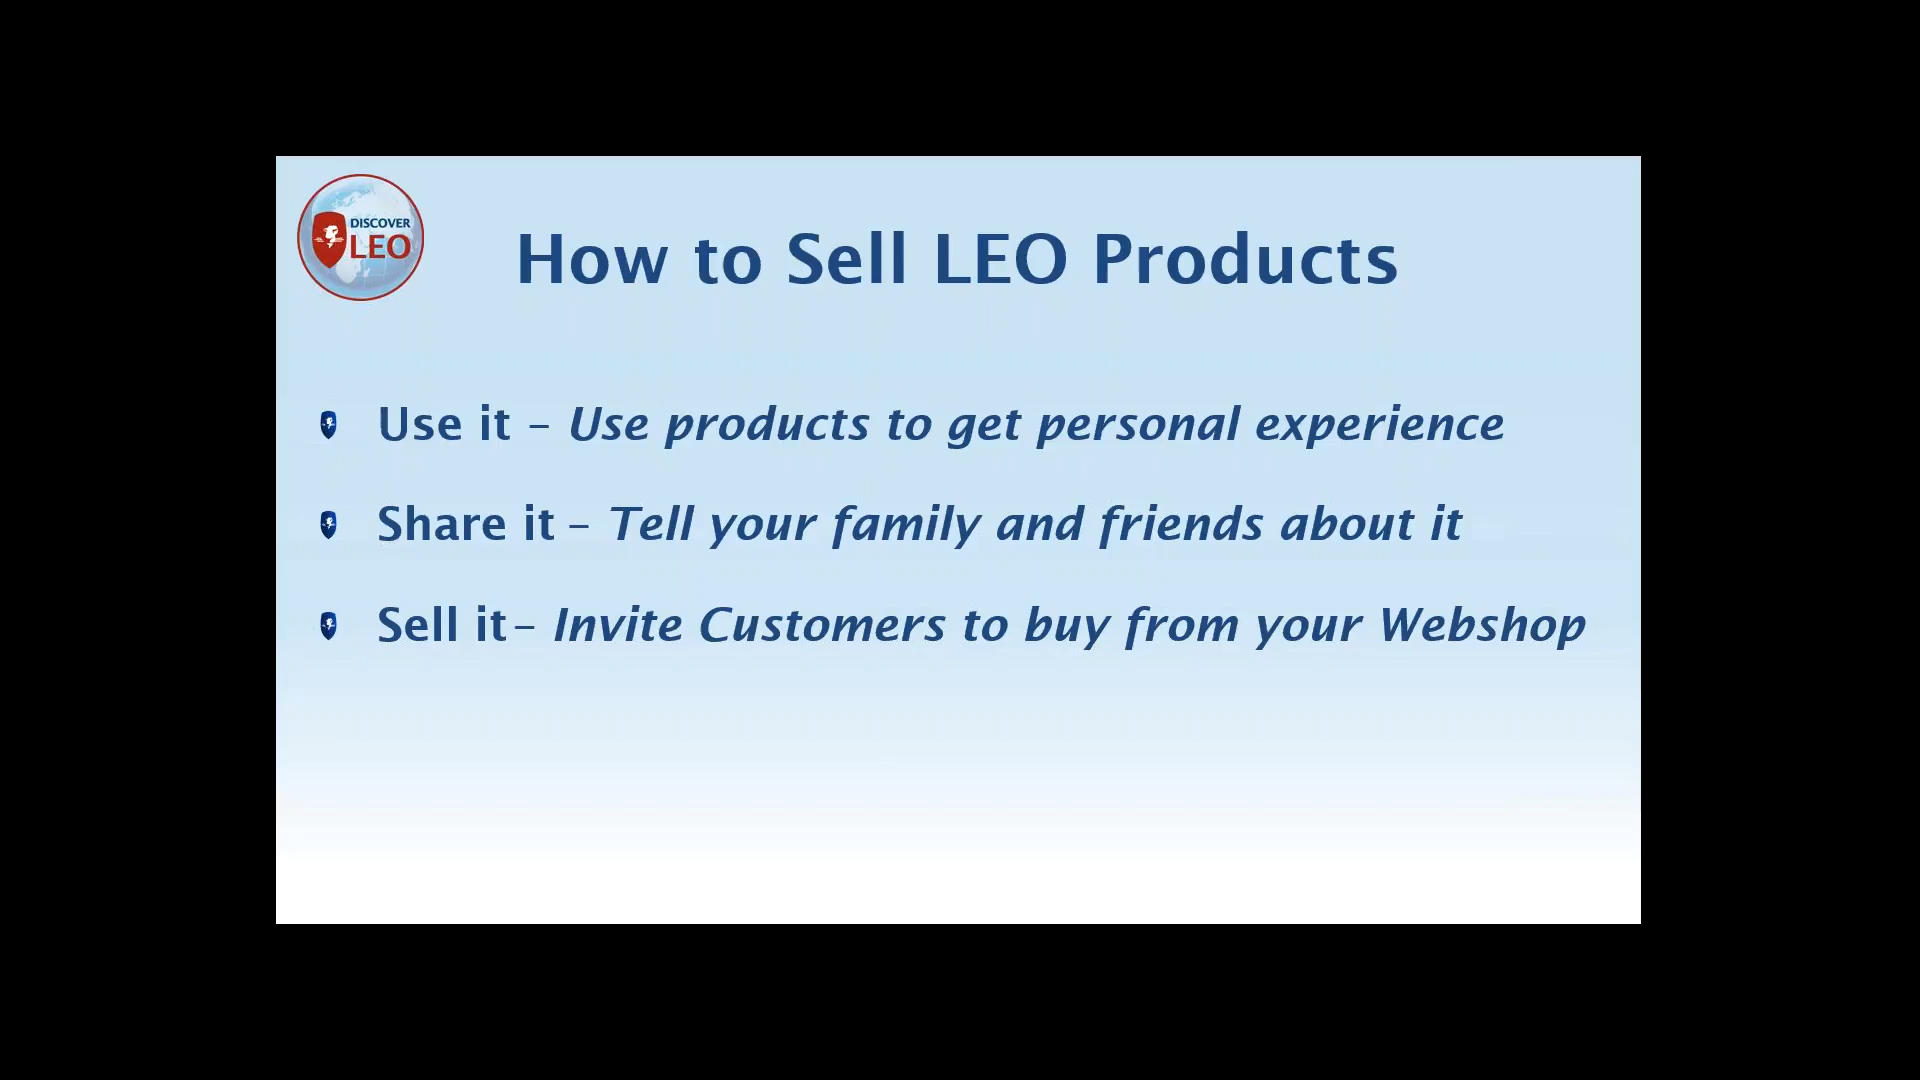 DISCOVER
LEO
How to Sell LEO Products
Use it – Use products to get personal experience
Share it – Tell your family and friends about it
Sell it – Invite Customers to buy from your Webshop